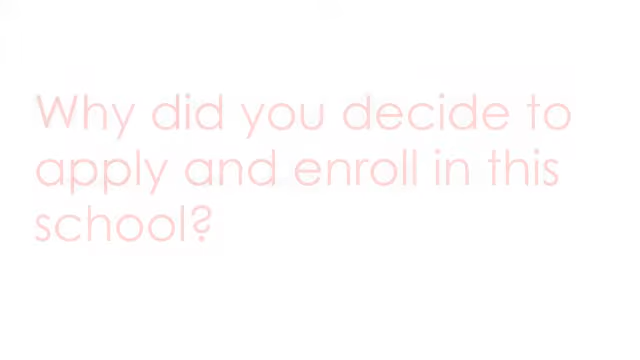 Why did you decide to
apply and enroll in this
school?